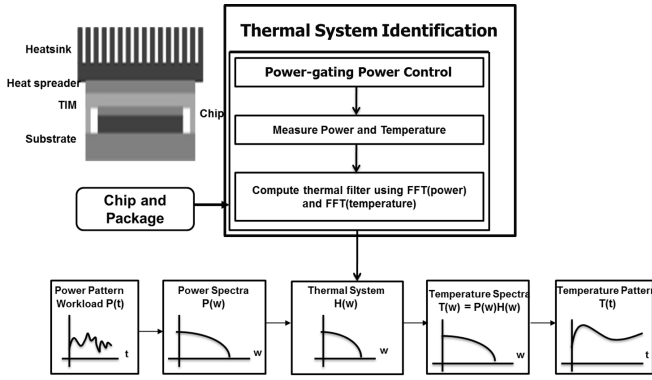 Thermal System Identification
Heatsink
Heat spreader
TIM
Chip
Substrate
Power-gating Power Control
Measure Power and Temperature
Compute thermal filter using FFT(power)
and FFT(temperature)
Chip and
Package
Power Pattern
Workload P(t)
t
Power Spectra
P(w)
w
Thermal System
H(w)
w
Temperature Spectra
T(w) = P(w)H(w)
w
Temperature Pattern
T(t)
t